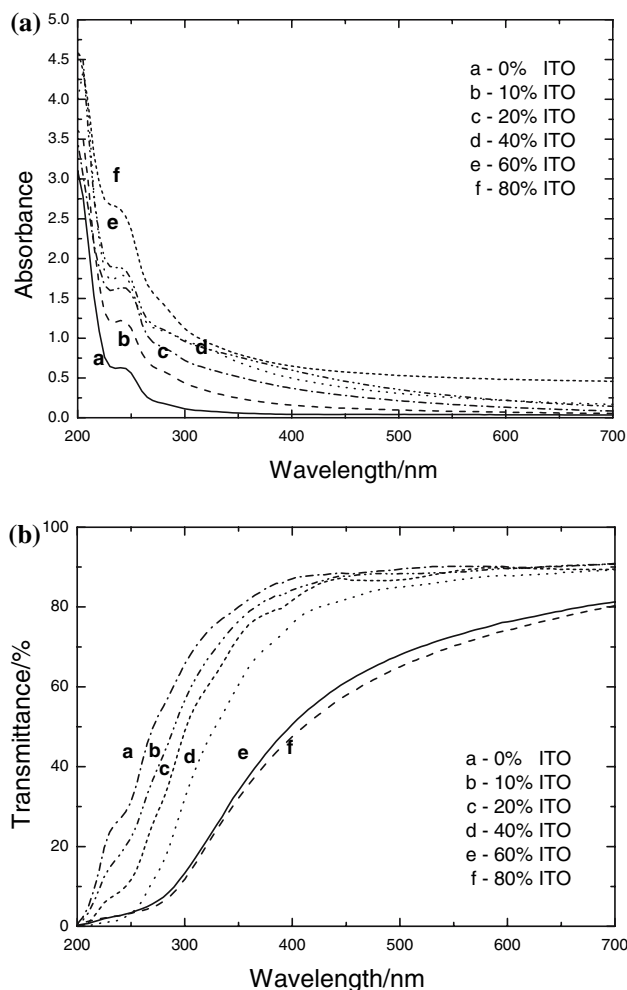 (a)
5.0
4.5
4.0
3.5
3.0
2.5
2.0
1.5
1.0
0.5
0.0
Absorbance
a - 0% ITO
b - 10% ITO
c - 20% ITO
d - 40% ITO
e - 60% ITO
f - 80% ITO
f
e
b
a
c
d
200 300 400 500 600 700
Wavelength/nm
(b)
100
80
60
40
20
0
Transmittance/%
a b c d e f
a - 0% ITO
b - 10% ITO
c - 20% ITO
d - 40% ITO
e - 60% ITO
f - 80% ITO
200 300 400 500 600 700
Wavelength/nm